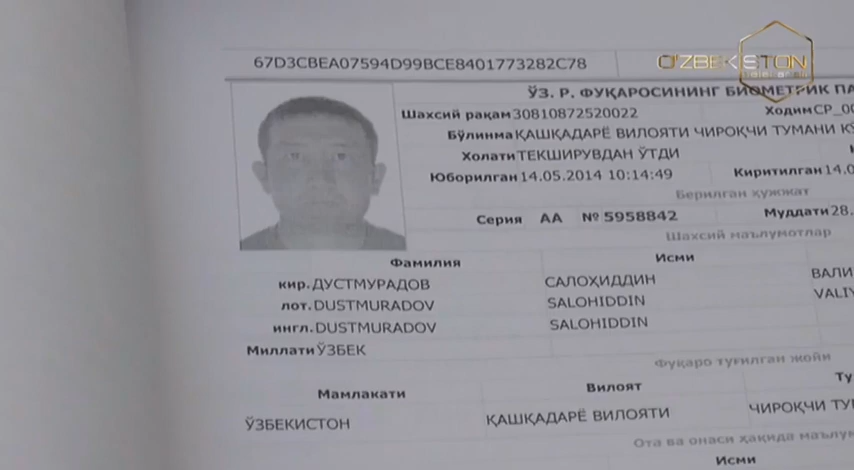 67D3CBEA07594D99BCE8401773282C78
O'ZBEKISTON
ЎЗ. Р. ФУҚАРОСИНИНГ БИОМЕТРИК ПА
Шахсий рақам 30810872520022 Ходим CP_00
Бўлинма ҚАШҚАДАРЁ ВИЛОЯТИ ЧИРОҚЧИ ТУМАНИ
Холати ТЕКШИРУВДАН ЎТДИ
Юборилган 14.05.2014 10:14:49 Киритилган 14.0
Берилган ҳужжат
Серия АА № 5958842 Муддати 28.
Шахсий маълумотлар
Фамилия Исми
кир. ДУСТМУРАДОВ САЛОҲИДДИН ВАЛИ
лот. DUSTMURADOV SALOHIDDIN VALIY
ингл. DUSTMURADOV SALOHIDDIN
Миллати ЎЗБЕК
Фуқаро туғилган жойи
Мамлакати Вилоят Ту
ЎЗБЕКИСТОН ҚАШҚАДАРЁ ВИЛОЯТИ ЧИРОҚЧИ ТУ
Ота ва онаси ҳақида маълум
Исми